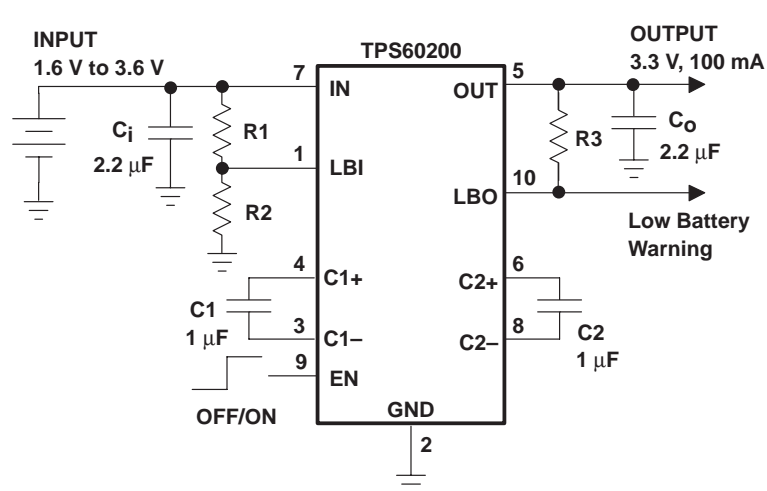 INPUT
1.6 V to 3.6 V
TPS60200
OUTPUT
3.3 V, 100 mA
7
IN
OUT
5
Ci
2.2 μF
R1
R3
Co
2.2 μF
1
LBI
R2
LBO
10
Low Battery
Warning
4
C1+
C2+
6
C1
1 μF
3
C1–
C2–
8
C2
1 μF
9
EN
OFF/ON
GND
2